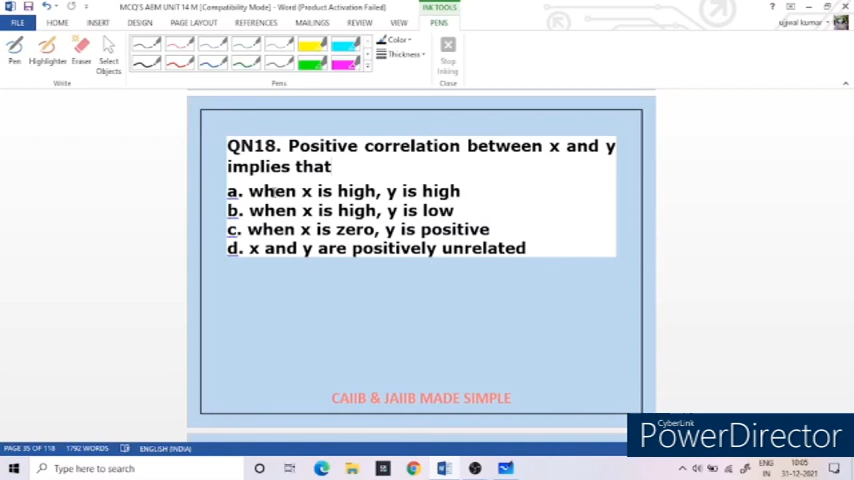 MCQ'S ABM UNIT 14 M [Compatibility Mode] - Word (Product Activation Failed)
INK TOOLS
FILE HOME INSERT DESIGN PAGE LAYOUT REFERENCES MAILINGS REVIEW VIEW PENS
ujjwal kumar
Pen Highlighter Eraser Select Objects
Color
Thickness
Stop Inking
Write Pens Close
QN18. Positive correlation between x and y
implies that
a. when x is high, y is high
b. when x is high, y is low
c. when x is zero, y is positive
d. x and y are positively unrelated
CAIIB & JAIIB MADE SIMPLE
CyberLink
PowerDirector
PAGE 35 OF 118 1792 WORDS ENGLISH (INDIA)
Type here to search
ENG
IN
10:05
31-12-2021